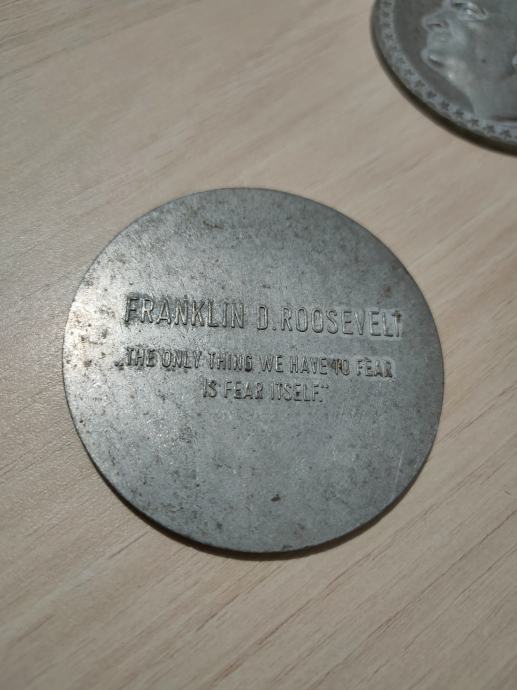 FRANKLIN D. ROOSEVELT
„THE ONLY THING WE HAVE TO FEAR
IS FEAR ITSELF."